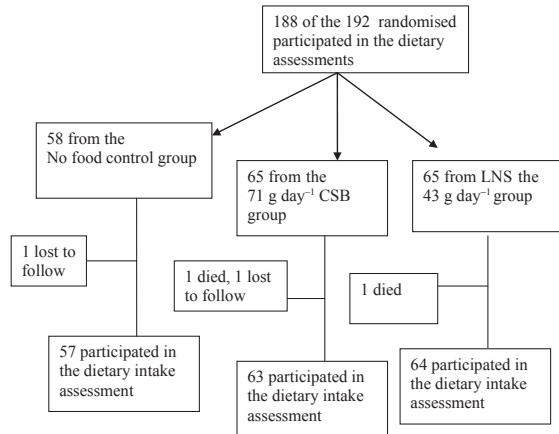 188 of the 192 randomised
participated in the dietary
assessments
58 from the
No food control group
65 from the
71 g day⁻¹ CSB
group
65 from LNS the
43 g day⁻¹ group
1 lost to
follow
1 died, 1 lost
to follow
1 died
57 participated in
the dietary intake
assessment
63 participated in
the dietary intake
assessment
64 participated in
the dietary intake
assessment